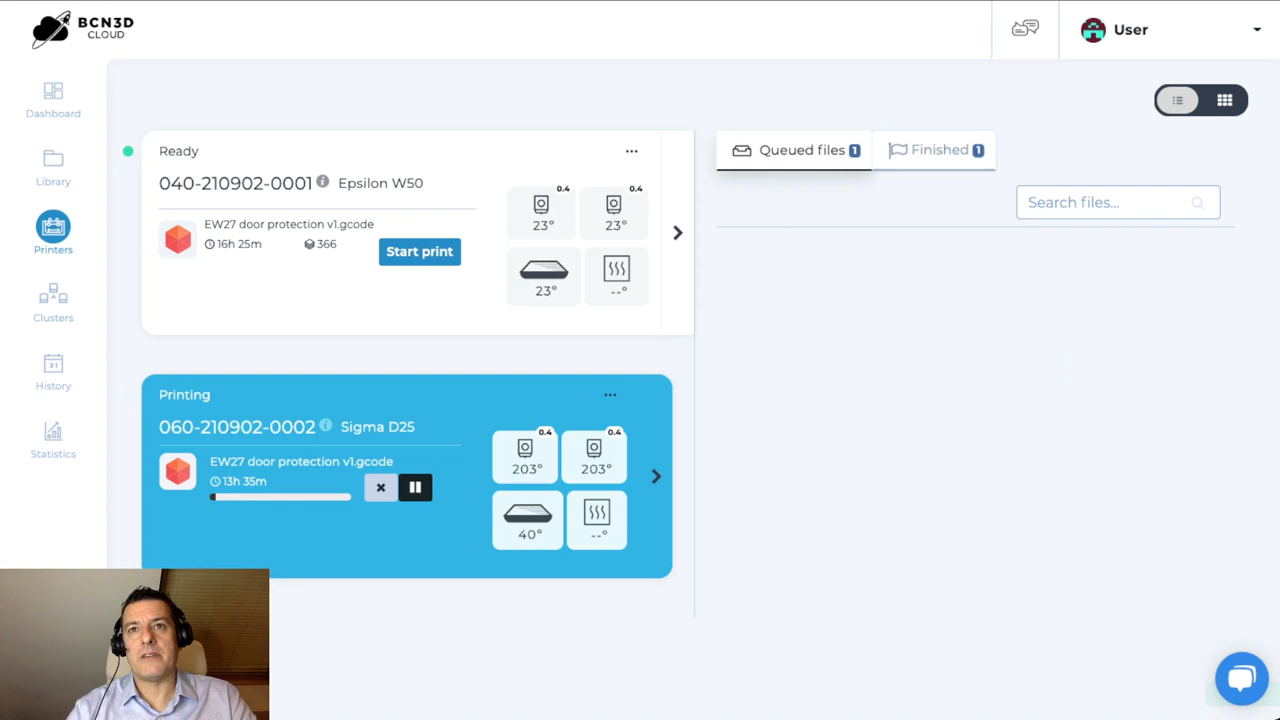 BCN3D
CLOUD
User
Dashboard
Library
Printers
Clusters
31
History
Statistics
Ready
...
040-210902-0001 i Epsilon W50
EW27 door protection v1.gcode
16h 25m 366
Start print
0.4
23°
0.4
23°
23°
--°
Printing
...
060-210902-0002 i Sigma D25
EW27 door protection v1.gcode
13h 35m
0.4
203°
0.4
203°
40°
--°
Queued files 1
Finished 1
Search files...